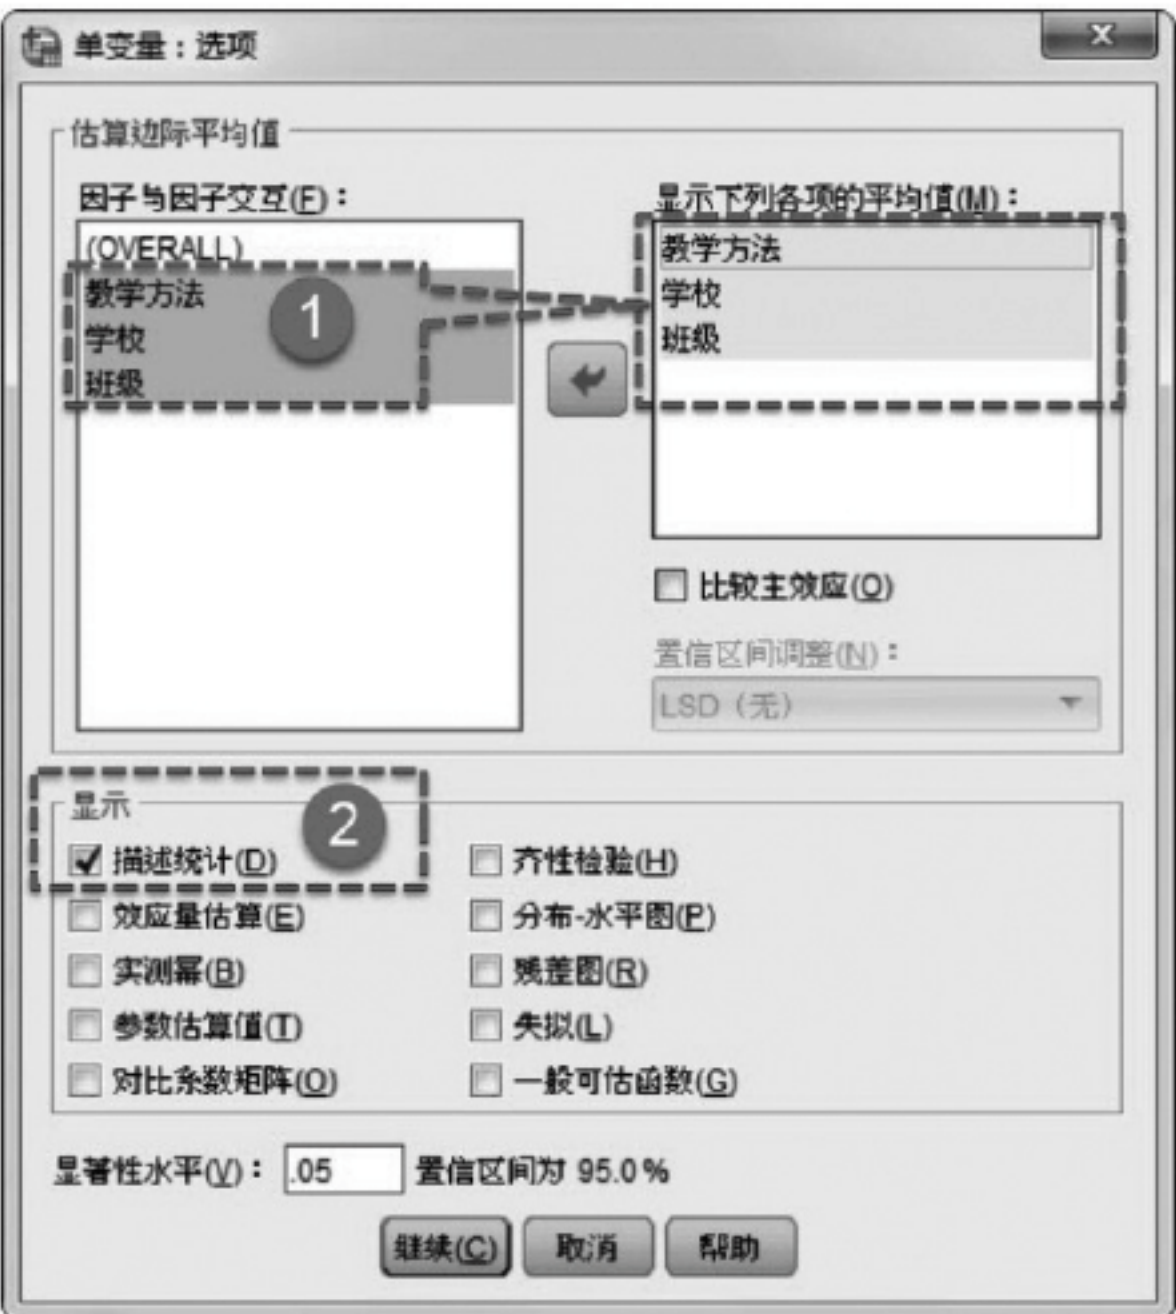 单变量：选项
估算边际平均值
因子与因子交互(F)：
(OVERALL)
教学方法
学校
班级
1
显示下列各项的平均值(M)：
教学方法
学校
班级
比较主效应(O)
置信区间调整(N)：
LSD（无）
显示
2
描述统计(D)
齐性检验(H)
效应量估算(E)
分布-水平图(P)
实测幂(B)
残差图(R)
参数估算值(T)
失拟(L)
对比系数矩阵(O)
一般可估函数(G)
显著性水平(V)： .05 置信区间为 95.0%
继续(C) 取消 帮助